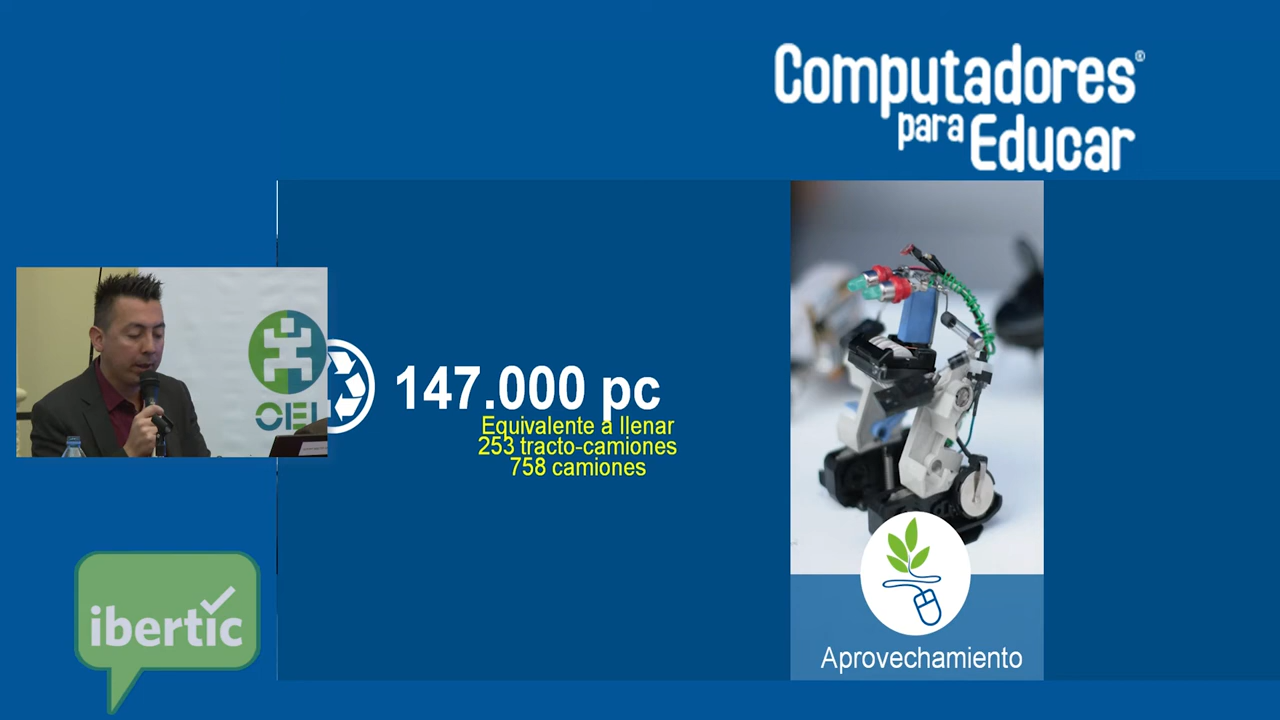 Computadores®
para Educar
147.000 pc
Equivalente a llenar
253 tracto-camiones
758 camiones
OEI
ibertic
Aprovechamiento